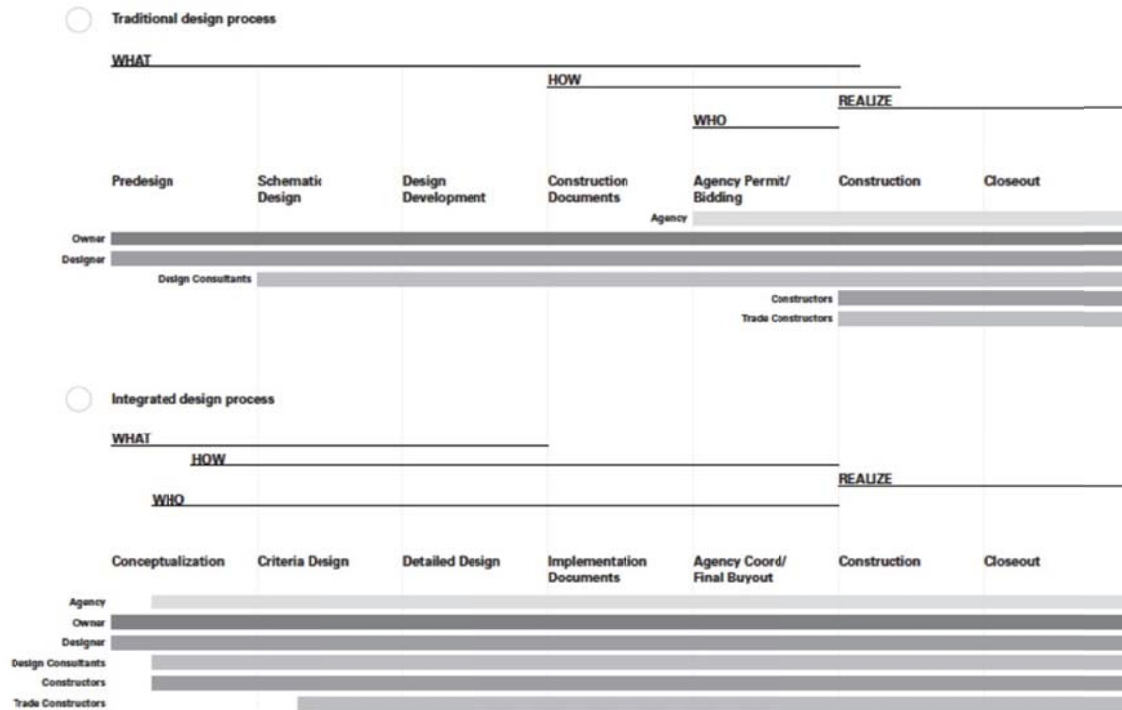 Traditional design process
WHAT
HOW
REALIZE
WHO
Predesign
Schematic
Design
Design
Development
Construction
Documents
Agency Permit/
Bidding
Construction
Closeout
Agency
Owner
Designer
Design Consultants
Constructors
Trade Constructors
Integrated design process
WHAT
HOW
REALIZE
WHO
Conceptualization
Criteria Design
Detailed Design
Implementation
Documents
Agency Coord/
Final Buyout
Construction
Closeout
Agency
Owner
Designer
Design Consultants
Constructors
Trade Constructors